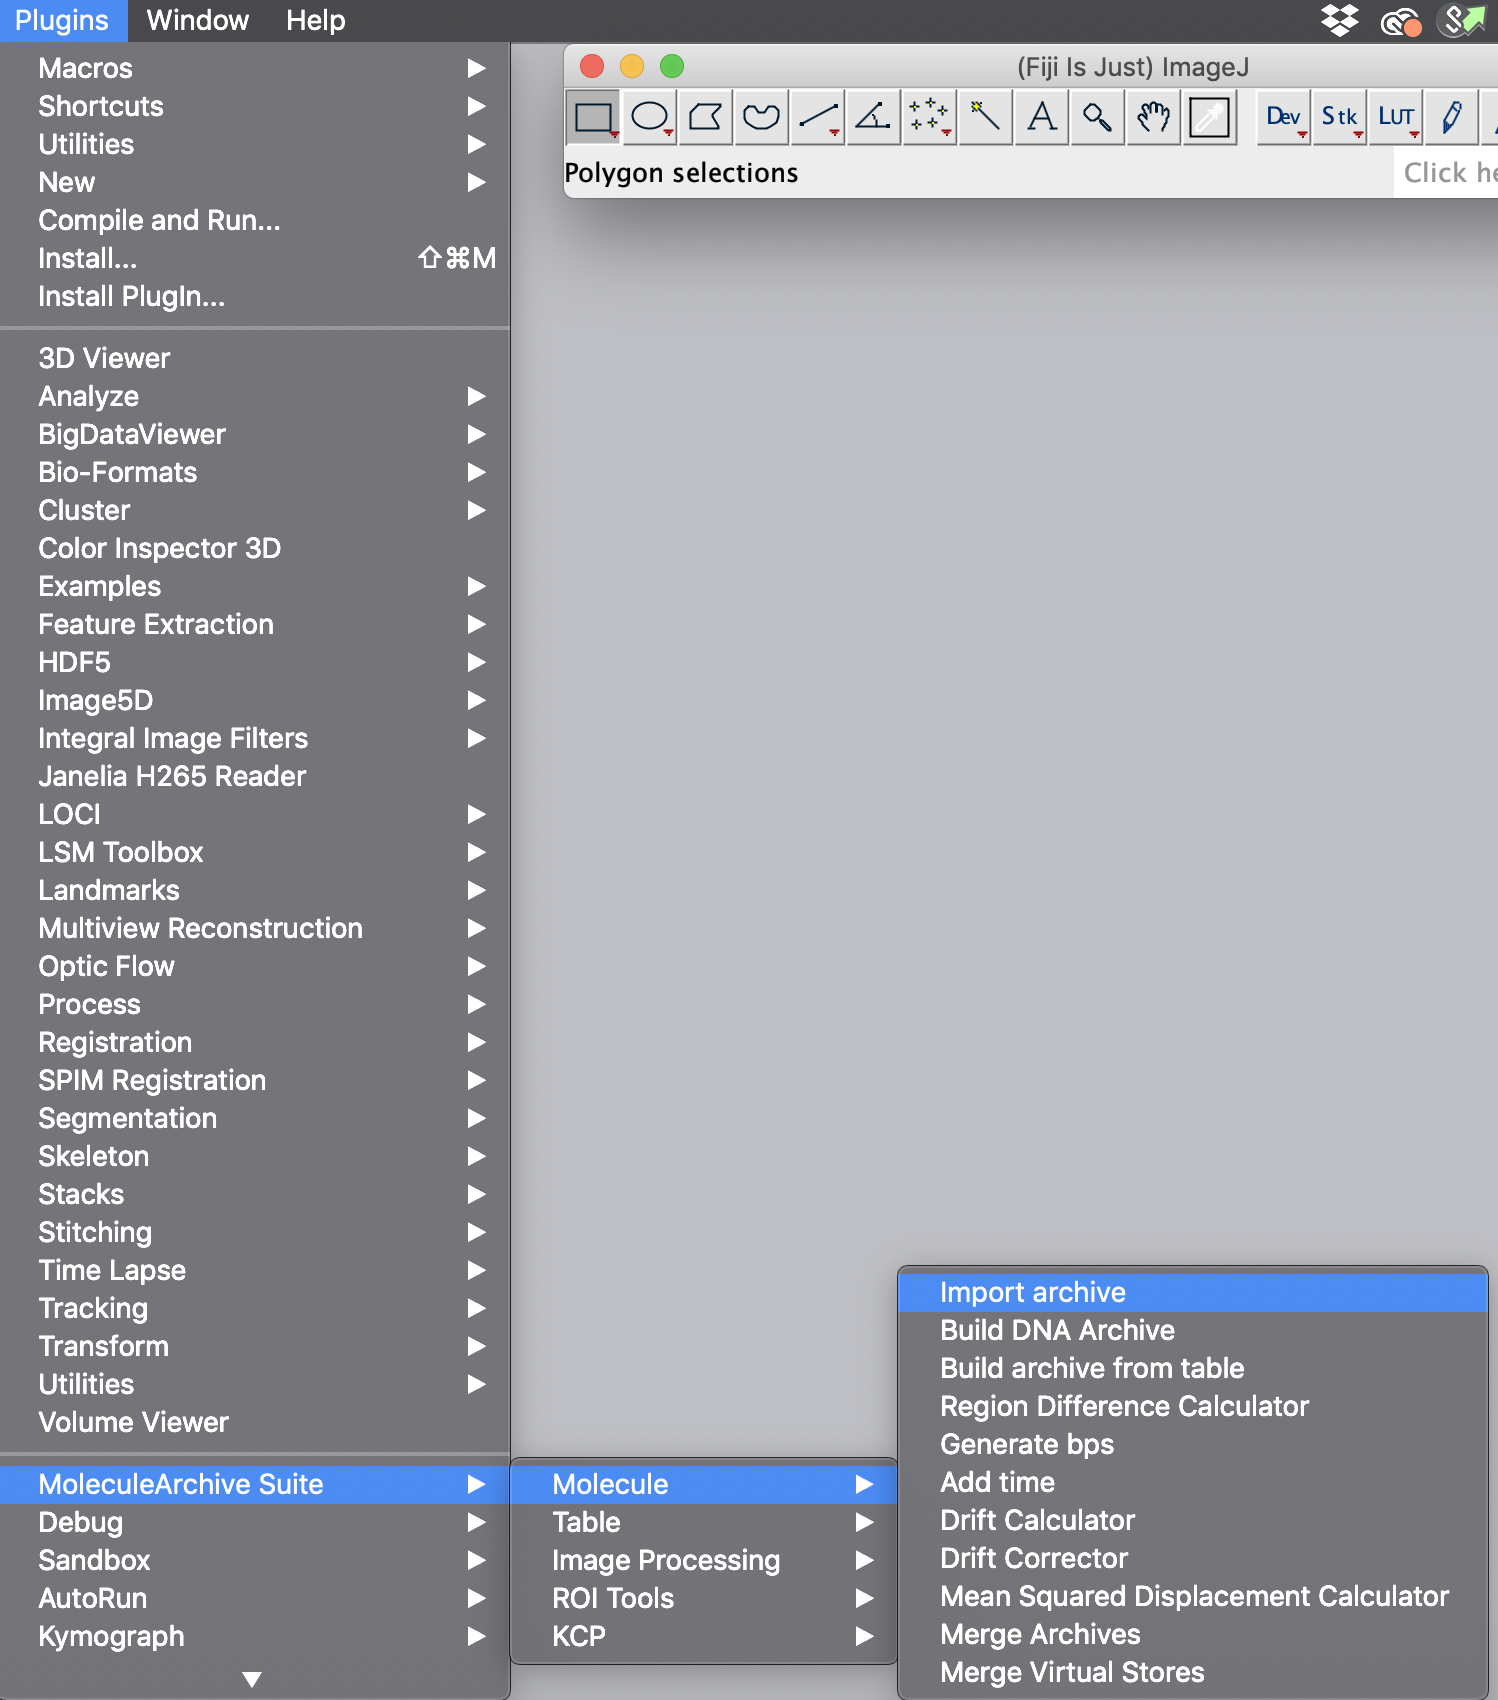 Plugins Window Help
Macros
Shortcuts
Utilities
New
Compile and Run...
Install... ⇧⌘M
Install PlugIn...
3D Viewer
Analyze
BigDataViewer
Bio-Formats
Cluster
Color Inspector 3D
Examples
Feature Extraction
HDF5
Image5D
Integral Image Filters
Janelia H265 Reader
LOCI
LSM Toolbox
Landmarks
Multiview Reconstruction
Optic Flow
Process
Registration
SPIM Registration
Segmentation
Skeleton
Stacks
Stitching
Time Lapse
Tracking
Transform
Utilities
Volume Viewer
MoleculeArchive Suite
Debug
Sandbox
AutoRun
Kymograph
(Fiji Is Just) ImageJ
A Dev Stk LUT
Polygon selections Click
Molecule
Table
Image Processing
ROI Tools
KCP
Import archive
Build DNA Archive
Build archive from table
Region Difference Calculator
Generate bps
Add time
Drift Calculator
Drift Corrector
Mean Squared Displacement Calculator
Merge Archives
Merge Virtual Stores